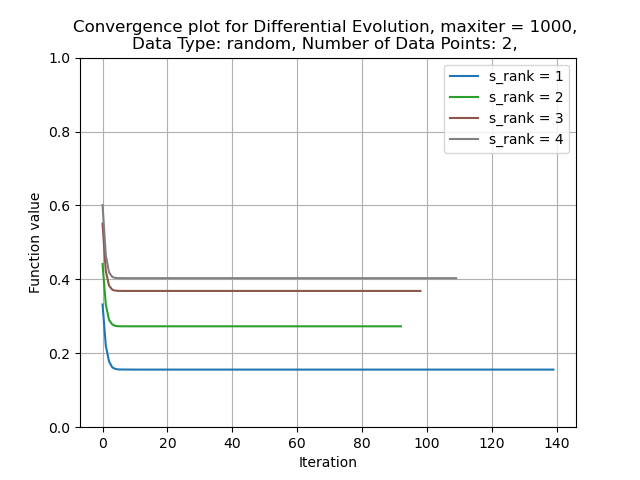 Convergence plot for Differential Evolution, maxiter = 1000,
Data Type: random, Number of Data Points: 2,
1.0
0.8
0.6
0.4
0.2
0.0
Function value
s_rank = 1
s_rank = 2
s_rank = 3
s_rank = 4
0 20 40 60 80 100 120 140
Iteration